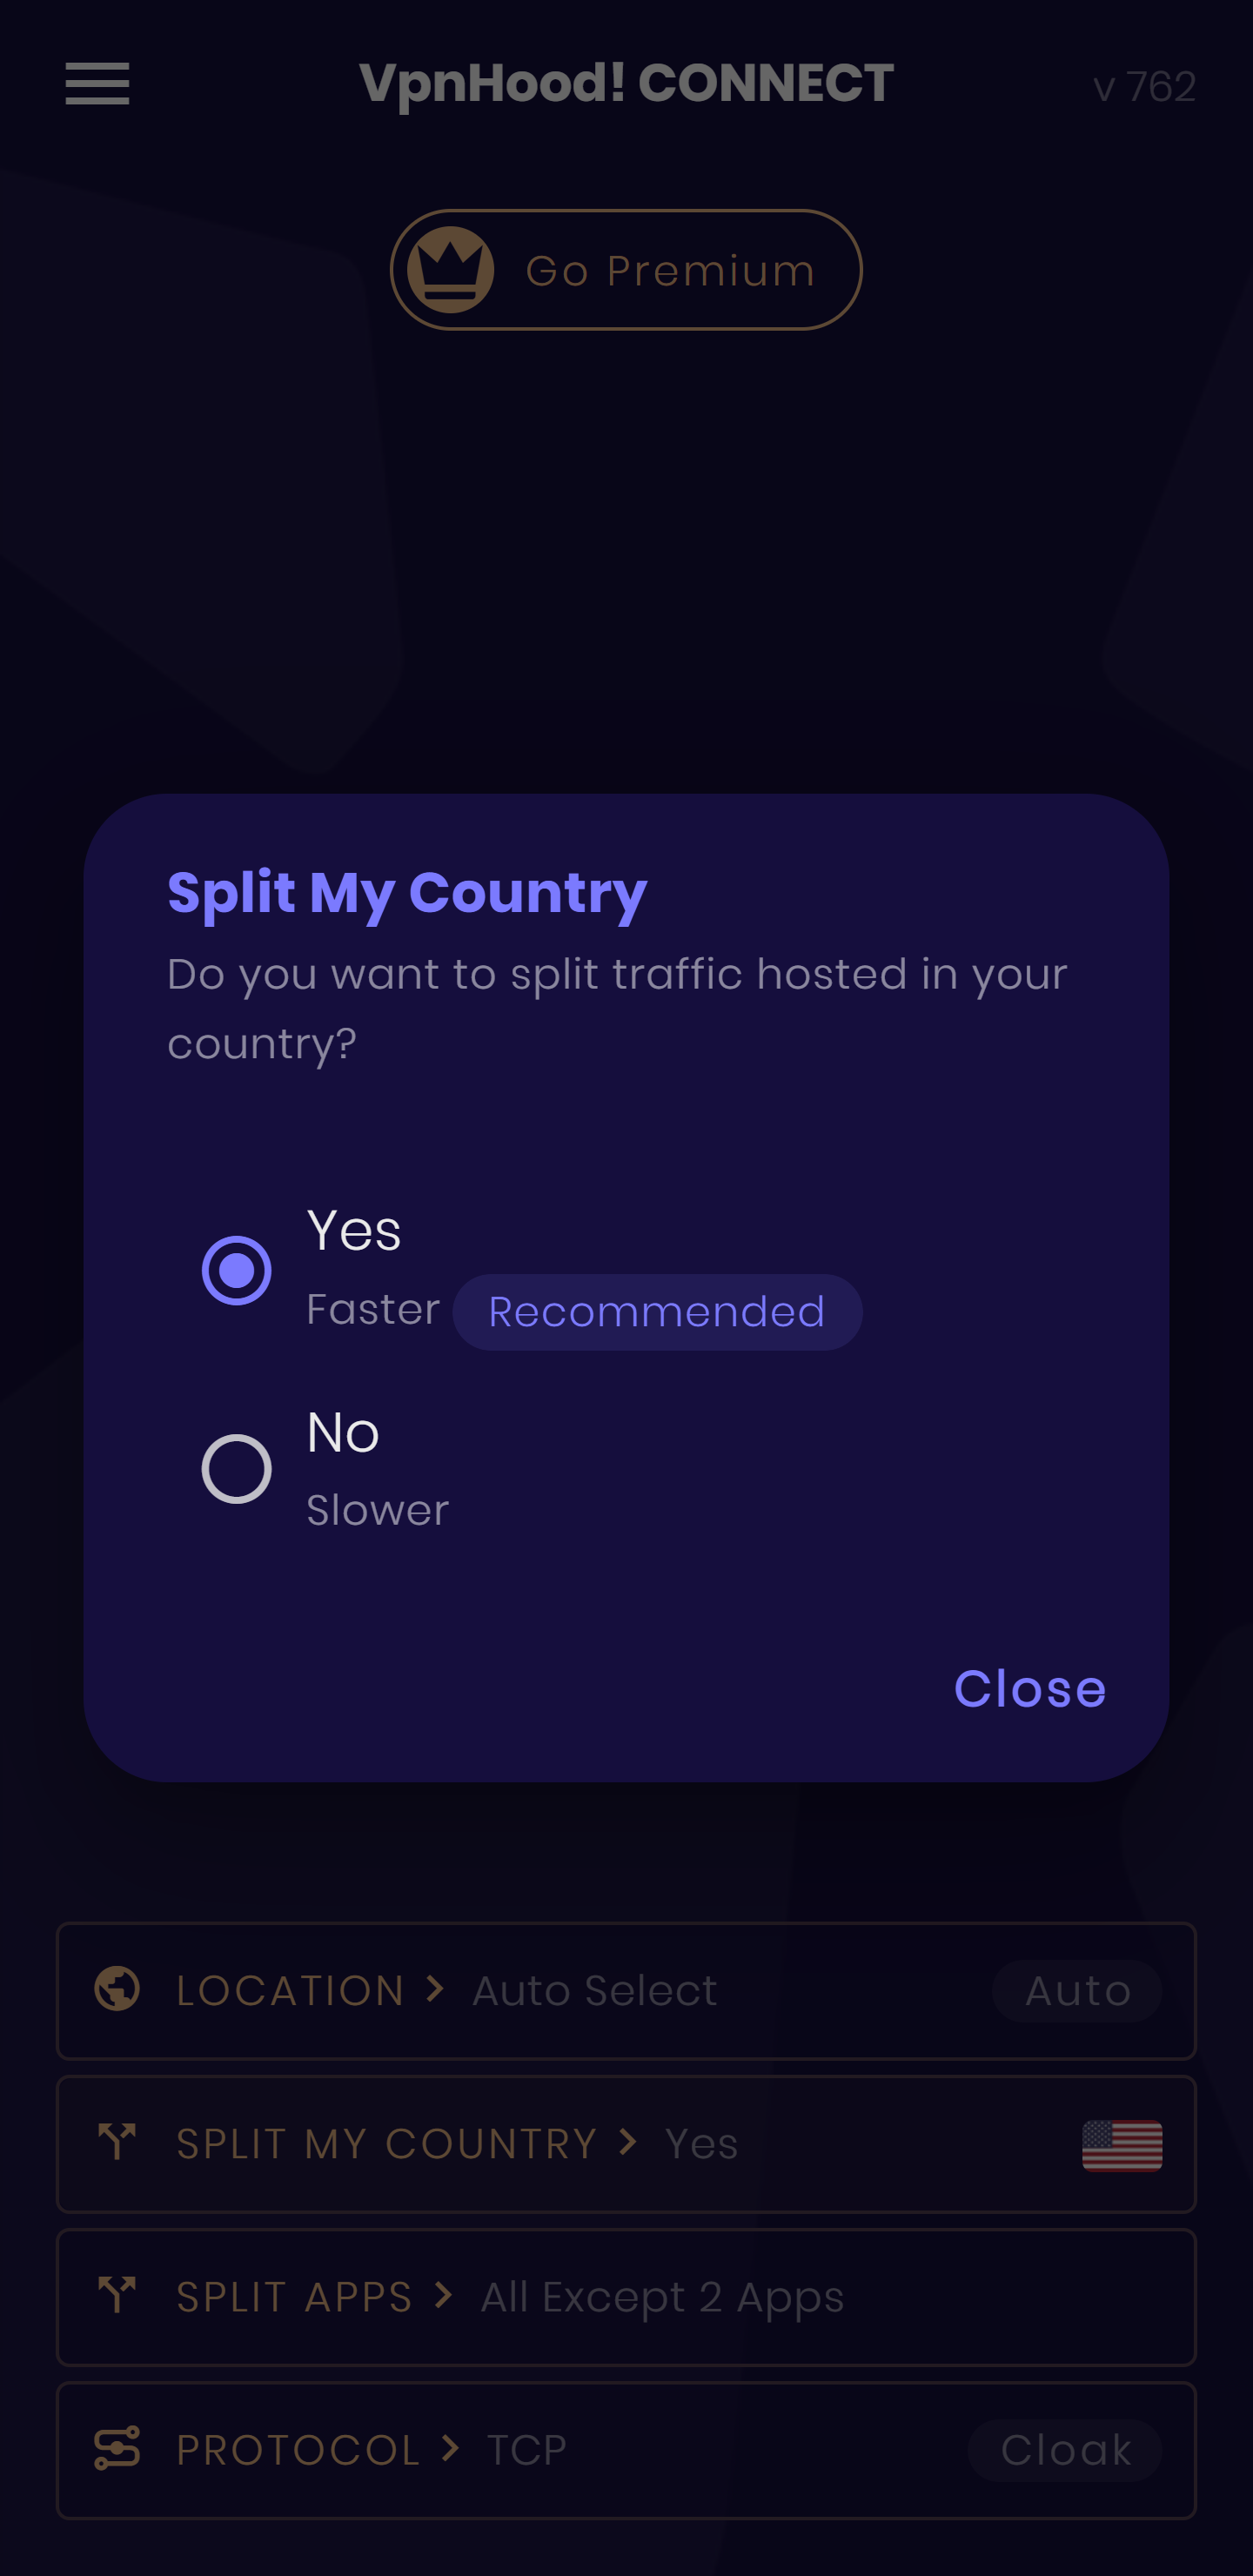 VpnHood! CONNECT
v 762
Go Premium
Split My Country
Do you want to split traffic hosted in your
country?
Yes
Faster Recommended
No
Slower
Close
LOCATION > Auto Select Auto
SPLIT MY COUNTRY > Yes
SPLIT APPS > All Except 2 Apps
PROTOCOL > TCP Cloak